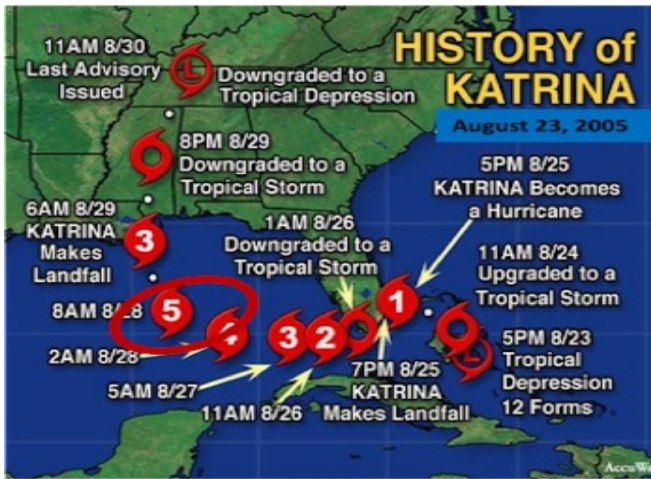 HISTORY of
KATRINA
August 23, 2005
11AM 8/30
Last Advisory
Issued
L
Downgraded to a
Tropical Depression
8PM 8/29
Downgraded to a
Tropical Storm
6AM 8/29
KATRINA
Makes
Landfall
3
8AM 8/28
5
2AM 8/28
4
5AM 8/27
3
11AM 8/26
2
1AM 8/26
Downgraded to a
Tropical Storm
7PM 8/25
KATRINA
Makes Landfall
1
5PM 8/25
KATRINA Becomes
a Hurricane
11AM 8/24
Upgraded to a
Tropical Storm
L
5PM 8/23
Tropical
Depression
12 Forms